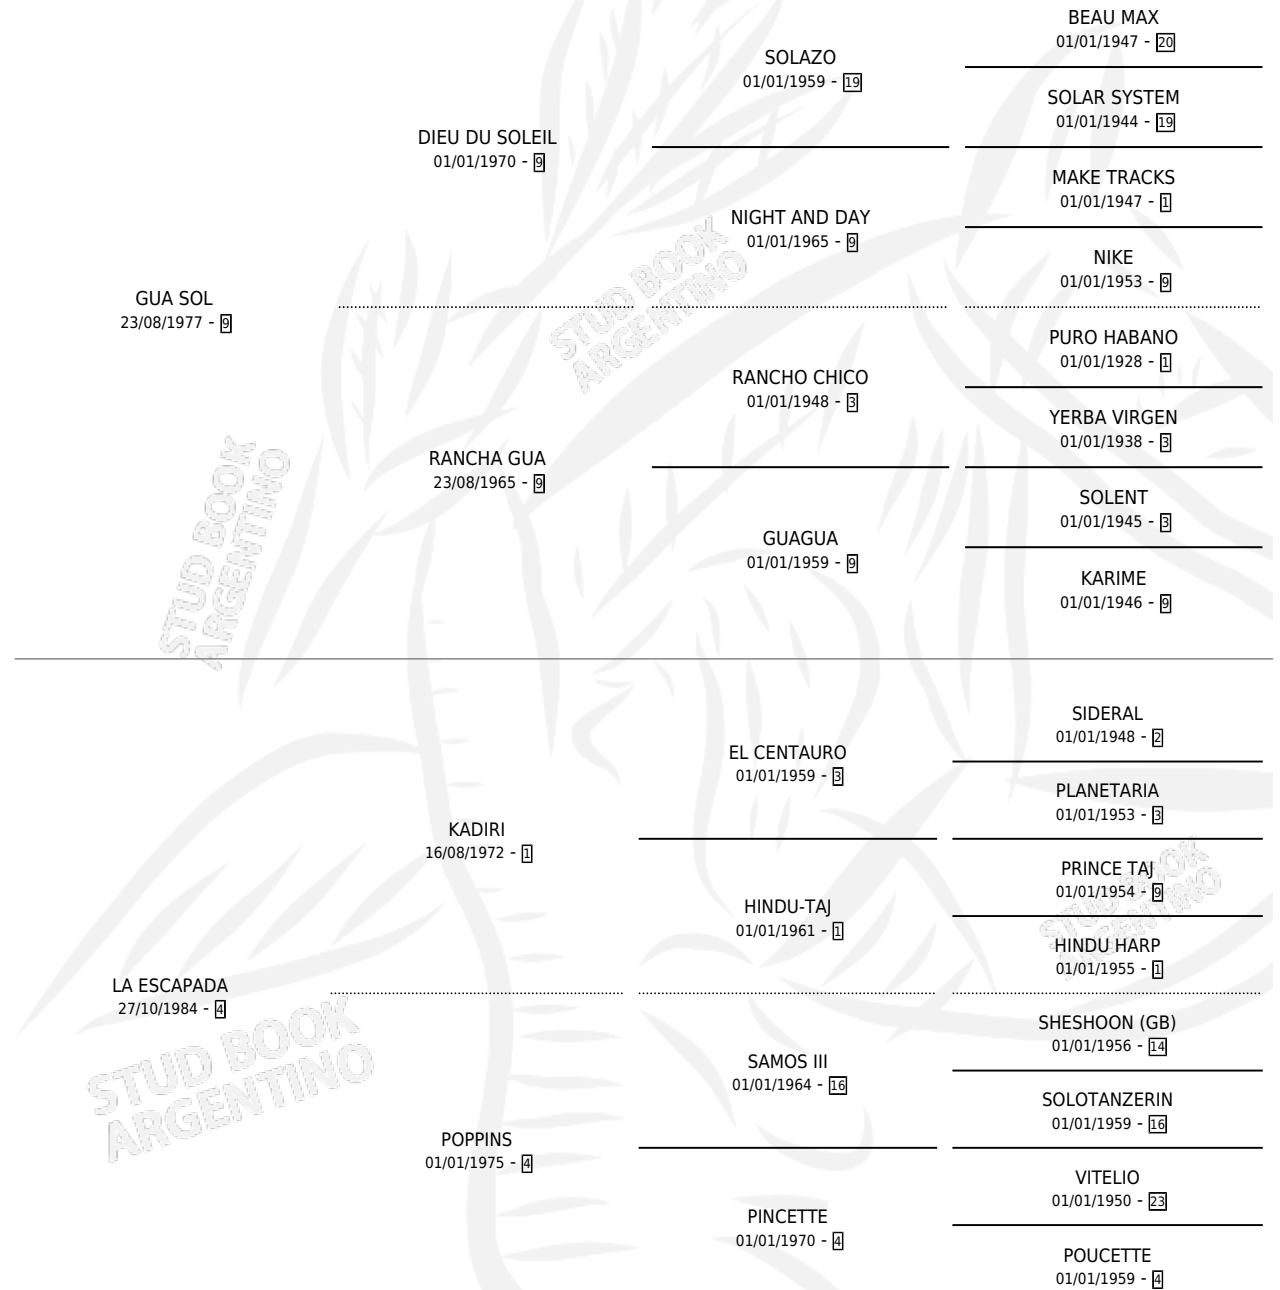 BEAU MAX
01/01/1947 - 20
SOLAZO
01/01/1959 - 19
SOLAR SYSTEM
01/01/1944 - 19
DIEU DU SOLEIL
01/01/1970 - 9
MAKE TRACKS
01/01/1947 - 1
NIGHT AND DAY
01/01/1965 - 9
NIKE
01/01/1953 - 9
GUA SOL
23/08/1977 - 9
PURO HABANO
01/01/1928 - 1
RANCHO CHICO
01/01/1948 - 3
YERBA VIRGEN
01/01/1938 - 3
RANCHA GUA
23/08/1965 - 9
SOLENT
01/01/1945 - 3
GUAGUA
01/01/1959 - 9
KARIME
01/01/1946 - 9
STUD BOOK
ARGENTINO
STUD BOOK
ARGENTINO
SIDERAL
01/01/1948 - 2
EL CENTAURO
01/01/1959 - 3
PLANETARIA
01/01/1953 - 3
KADIRI
16/08/1972 - 1
PRINCE TAJ
01/01/1954 - 9
HINDU-TAJ
01/01/1961 - 1
HINDU HARP
01/01/1955 - 1
LA ESCAPADA
27/10/1984 - 4
SHESHOON (GB)
01/01/1956 - 14
SAMOS III
01/01/1964 - 16
SOLOTANZERIN
01/01/1959 - 16
POPPINS
01/01/1975 - 4
VITELIO
01/01/1950 - 23
PINCETTE
01/01/1970 - 4
POUCETTE
01/01/1959 - 4
STUD BOOK
ARGENTINO
STUD BOOK
ARGENTINO